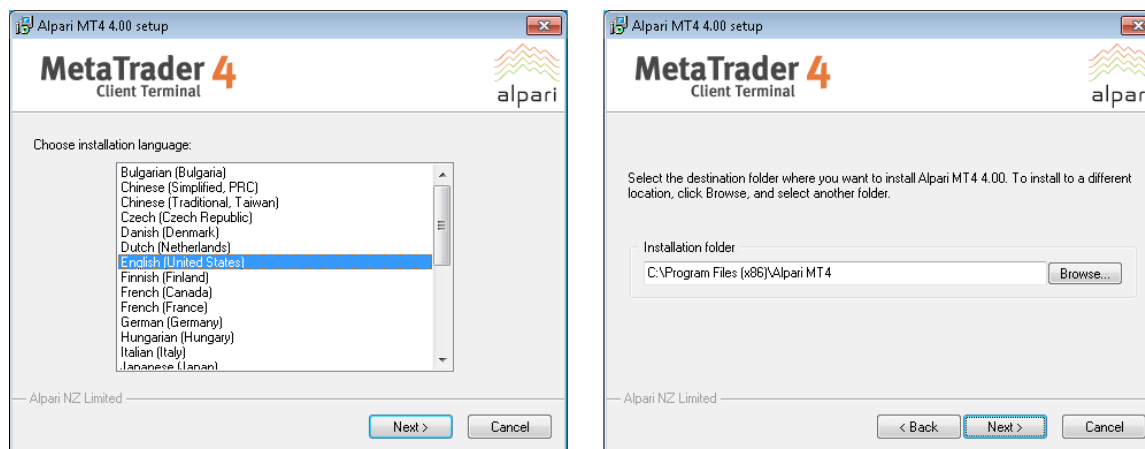 Alpari MT4 4.00 setup
MetaTrader 4
Client Terminal
alpari
Choose installation language:
Bulgarian (Bulgaria)
Chinese (Simplified, PRC)
Chinese (Traditional, Taiwan)
Czech (Czech Republic)
Danish (Denmark)
Dutch (Netherlands)
English (United States)
Finnish (Finland)
French (Canada)
French (France)
German (Germany)
Hungarian (Hungary)
Italian (Italy)
Japanese (Japan)
Alpari NZ Limited
Next >
Cancel
Alpari MT4 4.00 setup
MetaTrader 4
Client Terminal
alpar
Select the destination folder where you want to install Alpari MT4 4.00. To install to a different
location, click Browse, and select another folder.
Installation folder
C:\Program Files (x86)\Alpari MT4
Browse...
Alpari NZ Limited
< Back
Next >
Cancel